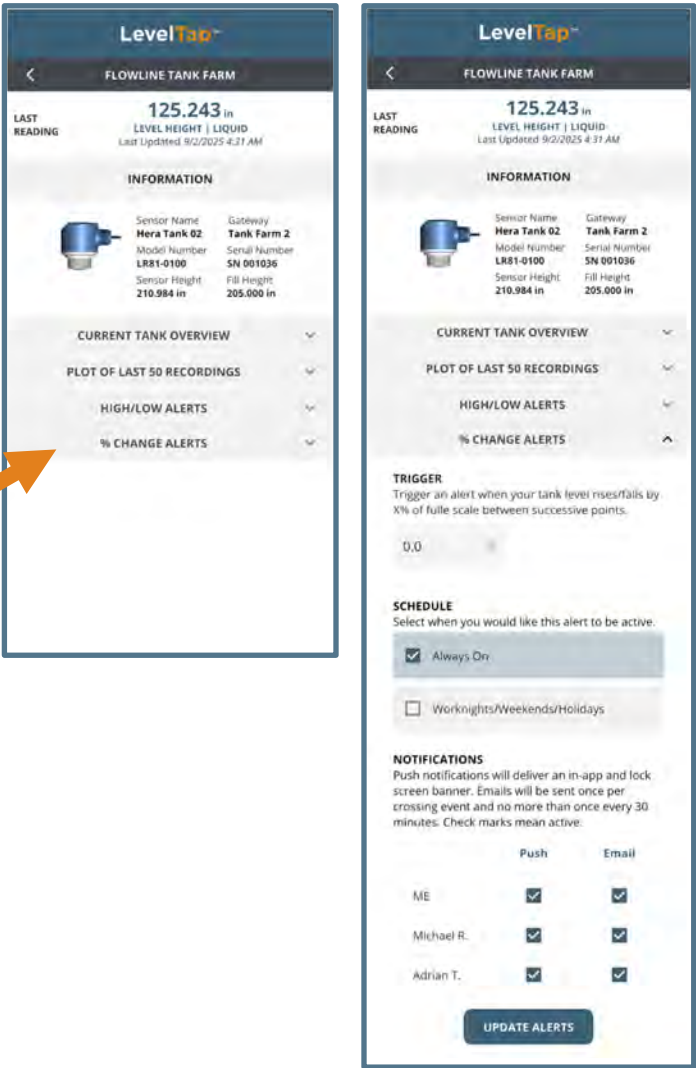 LevelTap™
FLOWLINE TANK FARM
LAST
READING
125.243 in
LEVEL HEIGHT | LIQUID
Last Updated 9/2/2025 4:31 AM
INFORMATION
Sensor Name Gateway
Hera Tank 02 Tank Farm 2
Model Number Serial Number
LR81-0100 SN 001036
Sensor Height Fill Height
210.984 in 205.000 in
CURRENT TANK OVERVIEW
PLOT OF LAST 50 RECORDINGS
HIGH/LOW ALERTS
% CHANGE ALERTS
LevelTap™
FLOWLINE TANK FARM
LAST
READING
125.243 in
LEVEL HEIGHT | LIQUID
Last Updated 9/2/2025 4:31 AM
INFORMATION
Sensor Name Gateway
Hera Tank 02 Tank Farm 2
Model Number Serial Number
LR81-0100 SN 001036
Sensor Height Fill Height
210.984 in 205.000 in
CURRENT TANK OVERVIEW
PLOT OF LAST 50 RECORDINGS
HIGH/LOW ALERTS
% CHANGE ALERTS
TRIGGER
Trigger an alert when your tank level rises/falls by
X% of fulle scale between successive points.
0.0
SCHEDULE
Select when you would like this alert to be active.
Always On
Worknights/Weekends/Holidays
NOTIFICATIONS
Push notifications will deliver an in-app and lock
screen banner. Emails will be sent once per
crossing event and no more than once every 30
minutes. Check marks mean active.
Push Email
ME
Michael R.
Adrian T.
UPDATE ALERTS